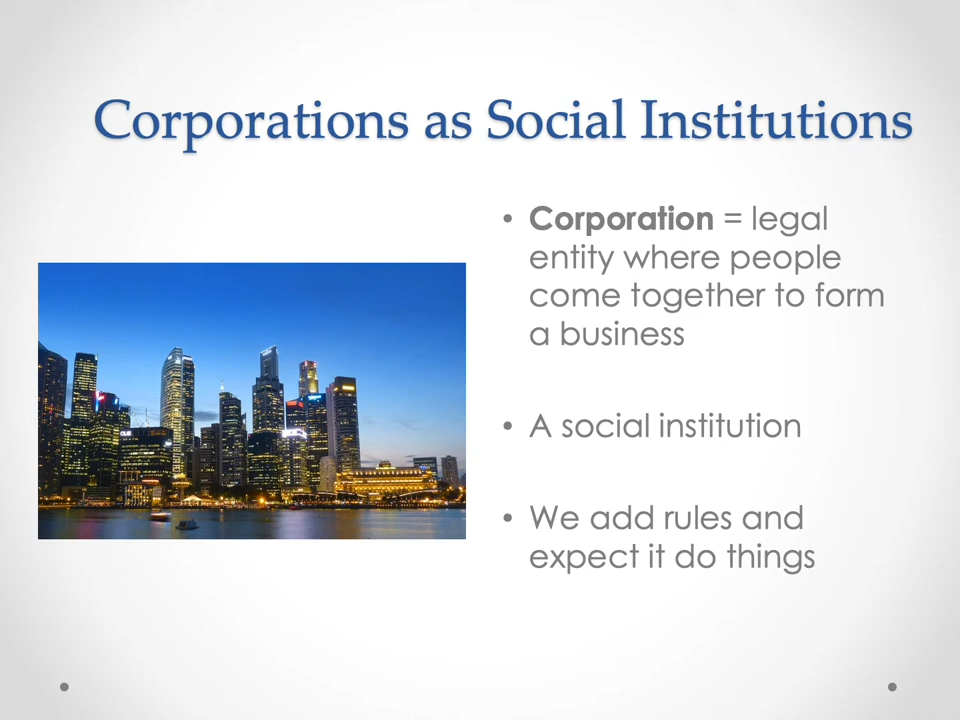 Corporations as Social Institutions
• Corporation = legal
entity where people
come together to form
a business
• A social institution
• We add rules and
expect it do things